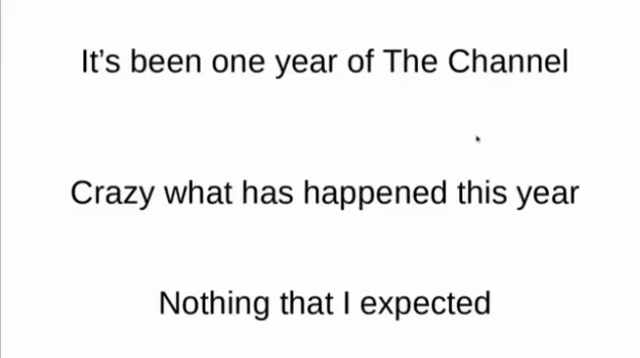 It's been one year of The Channel
Crazy what has happened this year
Nothing that I expected